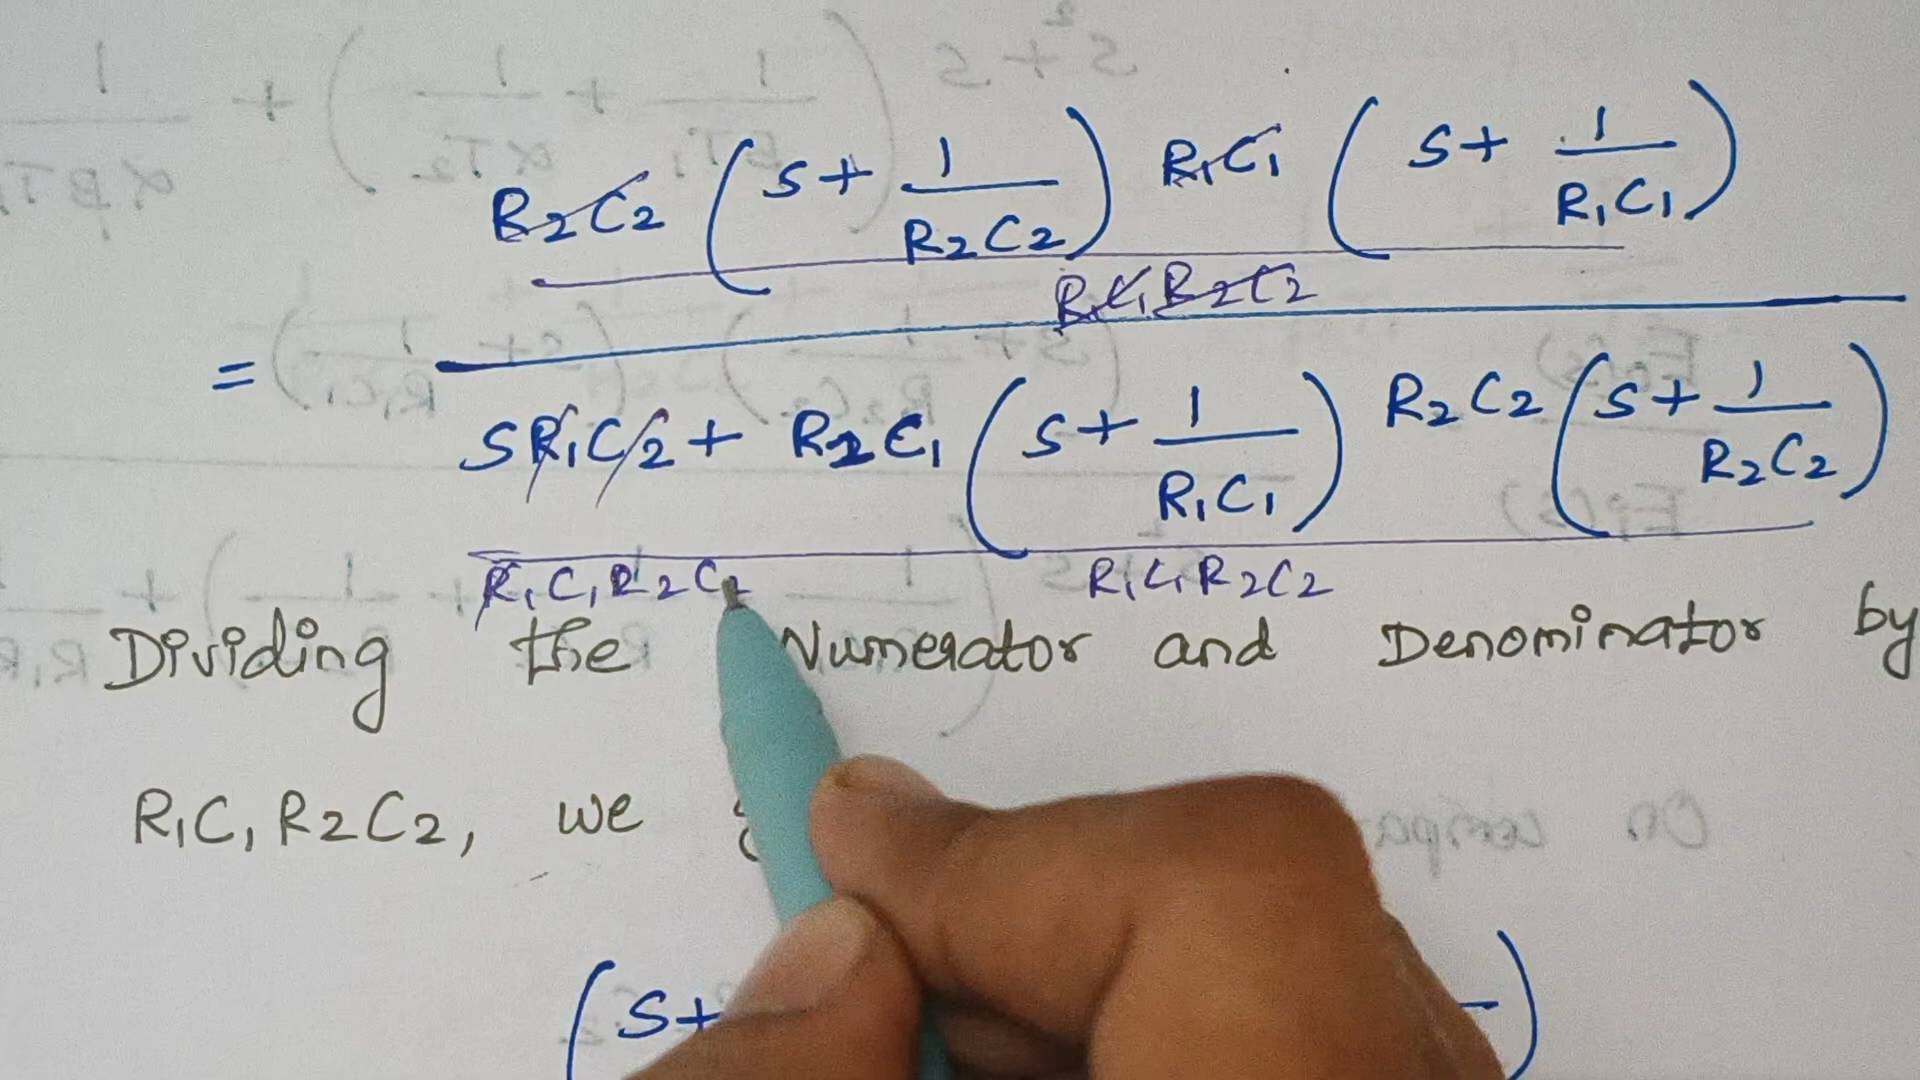 R2C2 (S + 1/R2C2) R1C1 (S + 1/R1C1)
R1C1R2C2
=
SR1C2 + R2C1 (S + 1/R1C1) R2C2 (S + 1/R2C2)
R1C1R2C2 R1C1R2C2
Dividing the Numerator and Denominator by
R1C1R2C2, we
(S+ )